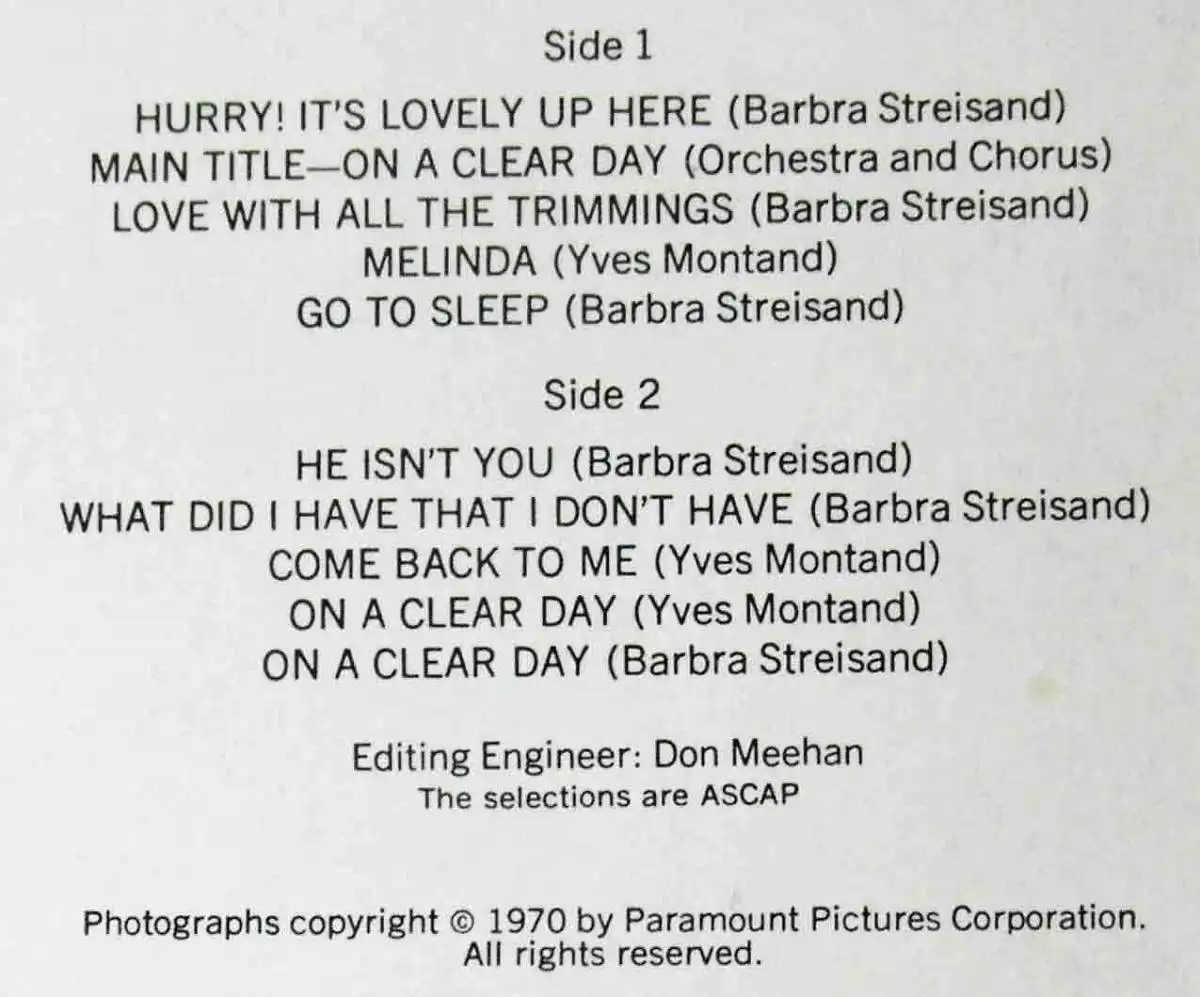 Side 1
HURRY! IT'S LOVELY UP HERE (Barbra Streisand)
MAIN TITLE—ON A CLEAR DAY (Orchestra and Chorus)
LOVE WITH ALL THE TRIMMINGS (Barbra Streisand)
MELINDA (Yves Montand)
GO TO SLEEP (Barbra Streisand)
Side 2
HE ISN'T YOU (Barbra Streisand)
WHAT DID I HAVE THAT I DON'T HAVE (Barbra Streisand)
COME BACK TO ME (Yves Montand)
ON A CLEAR DAY (Yves Montand)
ON A CLEAR DAY (Barbra Streisand)
Editing Engineer: Don Meehan
The selections are ASCAP
Photographs copyright © 1970 by Paramount Pictures Corporation.
All rights reserved.